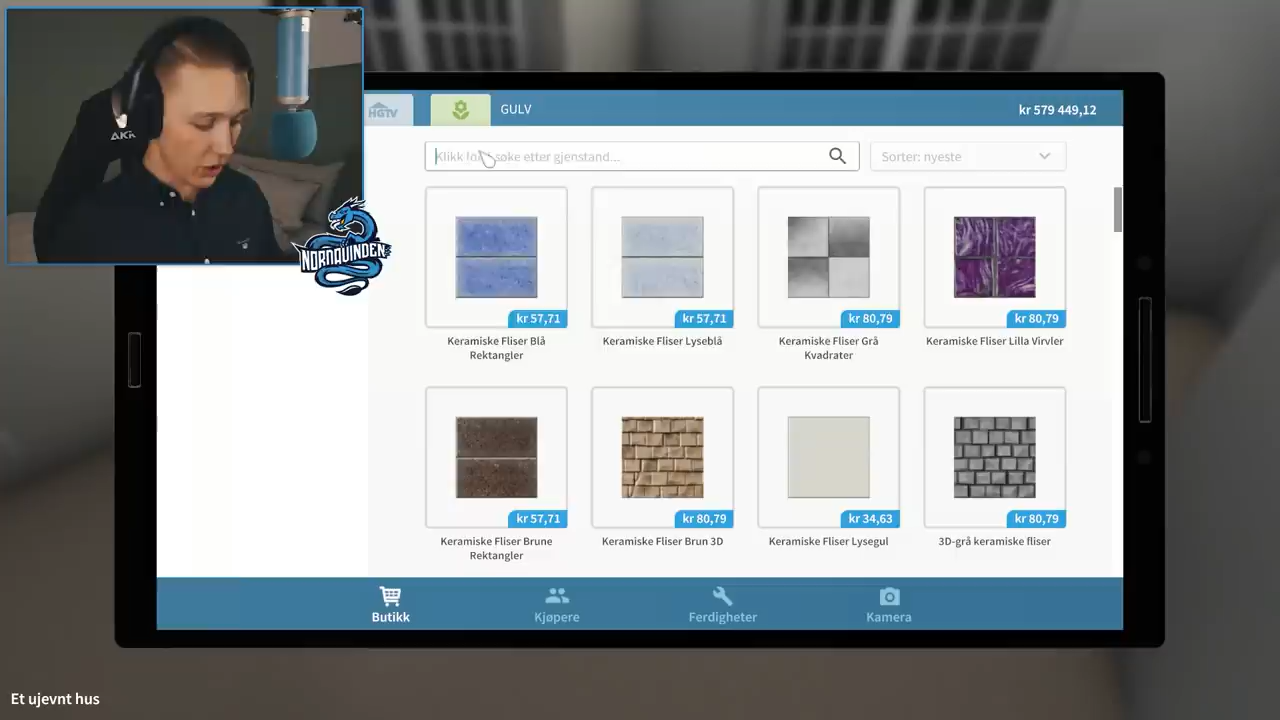 HGTV
GULV
kr 579 449,12
Klikk for å søke etter gjenstand...
Sorter: nyeste
AKR
NORDAVINDEN
kr 57,71
kr 57,71
kr 80,79
kr 80,79
Keramiske Fliser Blå
Rektangler
Keramiske Fliser Lyseblå
Keramiske Fliser Grå
Kvadrater
Keramiske Fliser Lilla Virvler
kr 57,71
kr 80,79
kr 34,63
kr 80,79
Keramiske Fliser Brune
Rektangler
Keramiske Fliser Brun 3D
Keramiske Fliser Lysegul
3D-grå keramiske fliser
Butikk
Kjøpere
Ferdigheter
Kamera
Et ujevnt hus